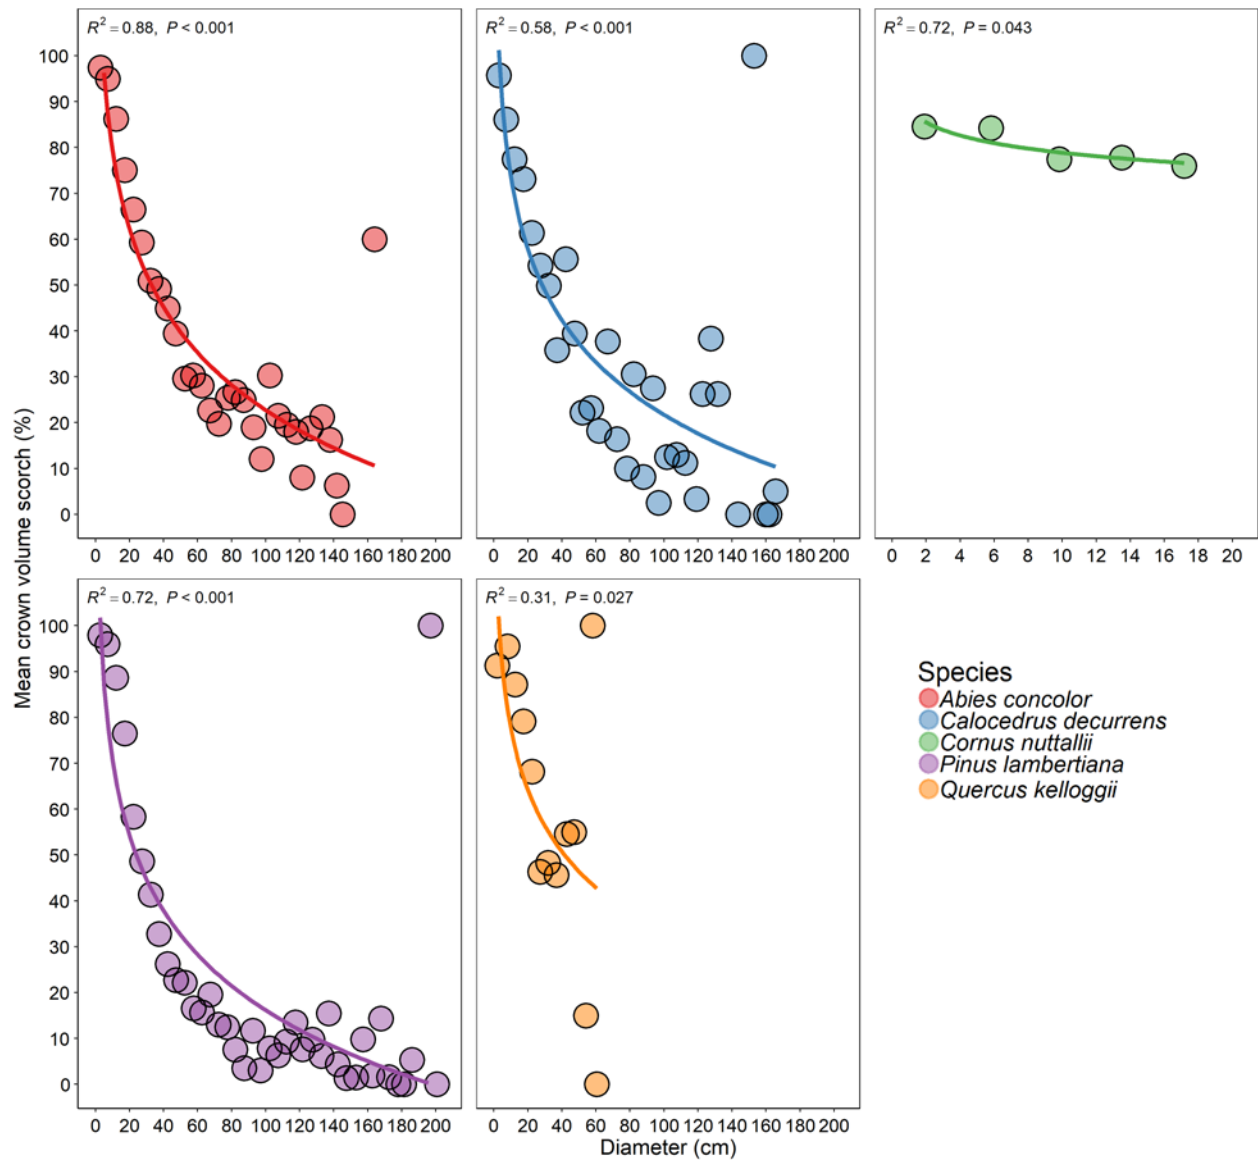 R² = 0.88, P < 0.001
R² = 0.58, P < 0.001
R² = 0.72, P = 0.043
100
90
80
70
60
50
40
30
20
10
0
0 20 40 60 80 100 120 140 160 180 200
0 20 40 60 80 100 120 140 160 180 200
0 2 4 6 8 10 12 14 16 18 20
Mean crown volume scorch (%)
R² = 0.72, P < 0.001
R² = 0.31, P = 0.027
100
90
80
70
60
50
40
30
20
10
0
0 20 40 60 80 100 120 140 160 180 200
0 20 40 60 80 100 120 140 160 180 200
Diameter (cm)
Species
Abies concolor
Calocedrus decurrens
Cornus nuttallii
Pinus lambertiana
Quercus kelloggii